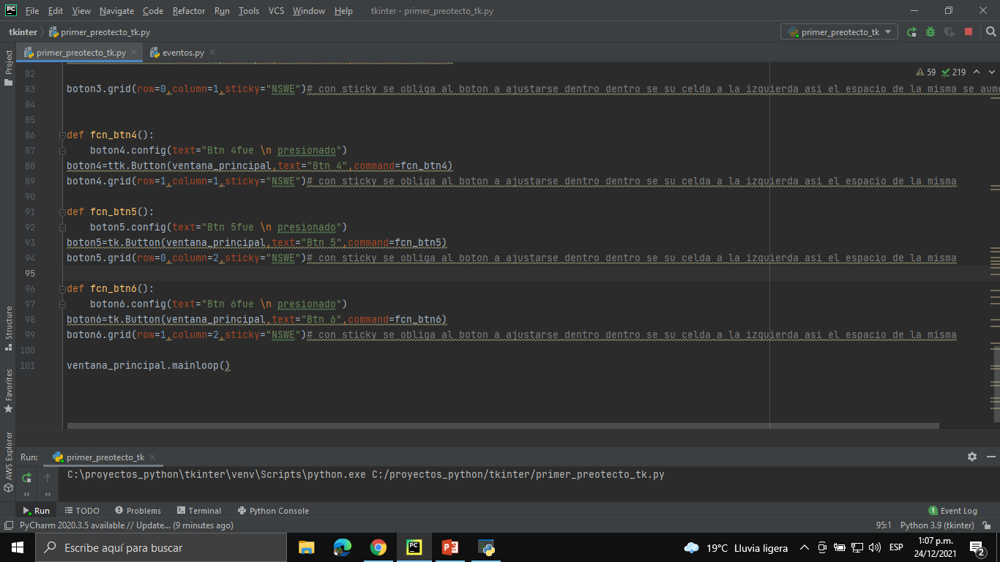 PC File Edit View Navigate Code Refactor Run Tools VCS Window Help tkinter - primer_preotecto_tk.py
tkinter primer_preotecto_tk.py primer_preotecto_tk
primer_preotecto_tk.py eventos.py
Project
59 219
82
83 boton3.grid(row=0,column=1,sticky="NSWE")# con sticky se obliga al boton a ajustarse dentro dentro se su celda a la izquierda asi el espacio de la misma se aume
84
85
86 def fcn_btn4():
87 boton4.config(text="Btn 4fue \n presionado")
88 boton4=ttk.Button(ventana_principal,text="Btn 4",command=fcn_btn4)
89 boton4.grid(row=1,column=1,sticky="NSWE")# con sticky se obliga al boton a ajustarse dentro dentro se su celda a la izquierda asi el espacio de la misma
90
91 def fcn_btn5():
92 boton5.config(text="Btn 5fue \n presionado")
93 boton5=tk.Button(ventana_principal,text="Btn 5",command=fcn_btn5)
94 boton5.grid(row=0,column=2,sticky="NSWE")# con sticky se obliga al boton a ajustarse dentro dentro se su celda a la izquierda asi el espacio de la misma
95
96 def fcn_btn6():
97 boton6.config(text="Btn 6fue \n presionado")
98 boton6=tk.Button(ventana_principal,text="Btn 6",command=fcn_btn6)
99 boton6.grid(row=1,column=2,sticky="NSWE")# con sticky se obliga al boton a ajustarse dentro dentro se su celda a la izquierda asi el espacio de la misma
100
101 ventana_principal.mainloop()
Structure
Favorites
AWS Explorer
Run: primer_preotecto_tk
C:\proyectos_python\tkinter\venv\Scripts\python.exe C:/proyectos_python/tkinter/primer_preotecto_tk.py
Run TODO Problems Terminal Python Console 1 Event Log
PyCharm 2020.3.5 available // Update... (9 minutes ago) 95:1 Python 3.9 (tkinter)
Escribe aquí para buscar PC 19°C Lluvia ligera ESP 1:07 p.m.
24/12/2021 2